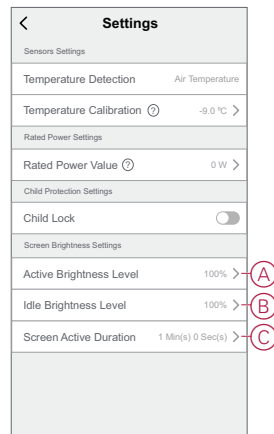 Settings
Sensors Settings
Temperature Detection Air Temperature
Temperature Calibration ? -9.0 ºC
Rated Power Settings
Rated Power Value ? 0 W
Child Protection Settings
Child Lock
Screen Brightness Settings
Active Brightness Level 100% A
Idle Brightness Level 100% B
Screen Active Duration 1 Min(s) 0 Sec(s) C